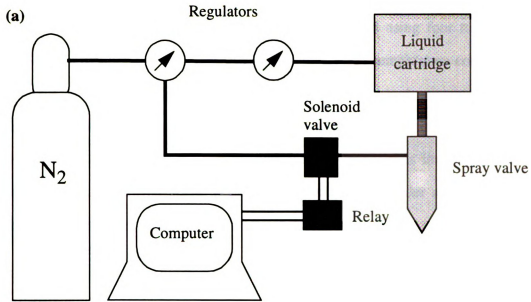 (a)
Regulators
Liquid
cartridge
Solenoid
valve
N₂
Spray valve
Relay
Computer